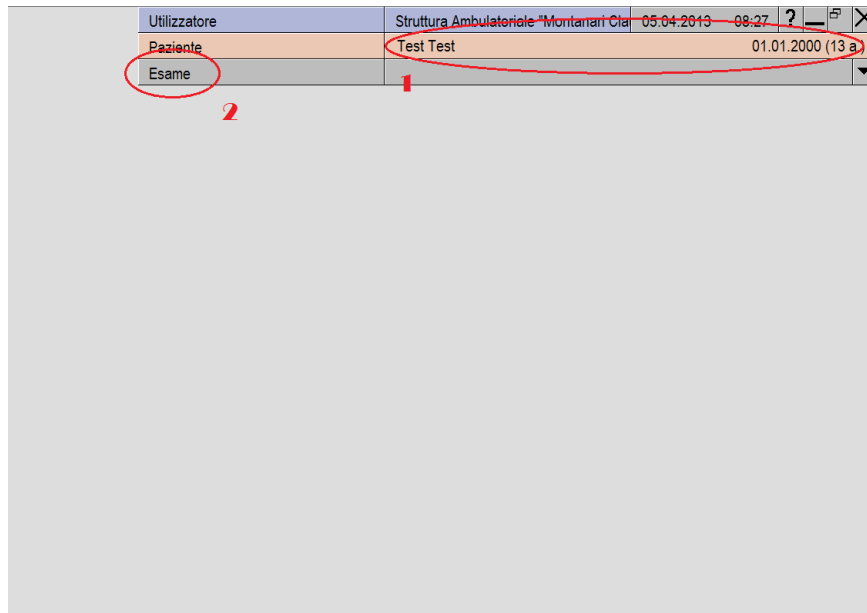 Utilizzatore Struttura Ambulatoriale "Montanari Cla 05.04.2013 08:27 ?
Paziente Test Test 01.01.2000 (13 a.)
Esame
1
2